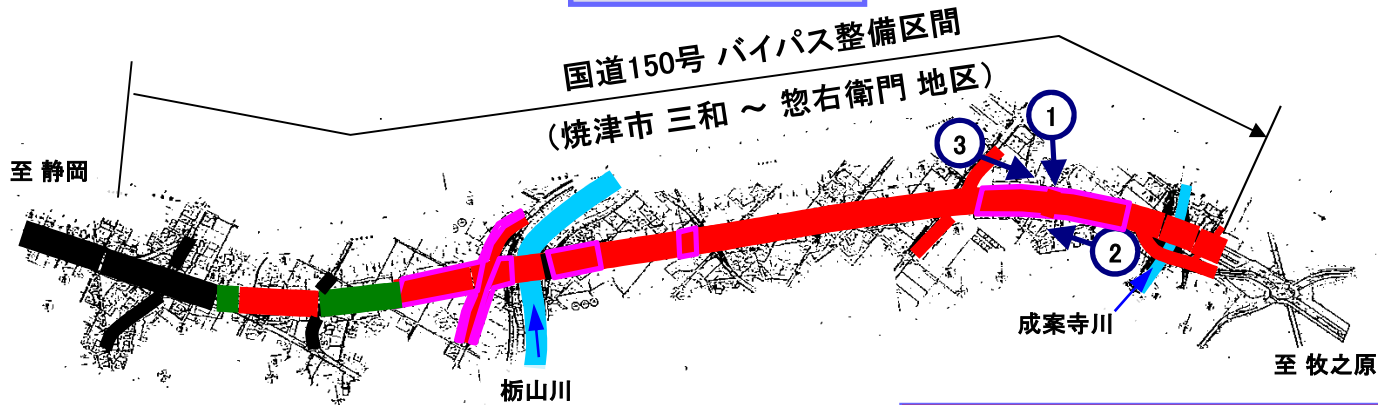 国道150号 バイパス整備区間
(焼津市 三和 ～ 惣右衛門 地区)
1
3
至 静岡
2
成案寺川
至 牧之原
栃山川